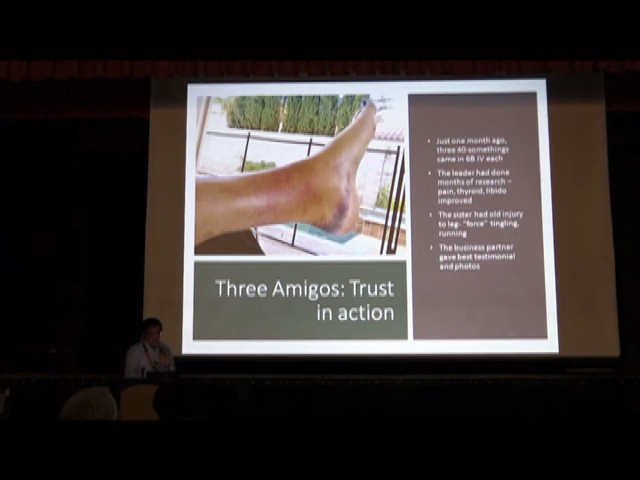 Three Amigos: Trust
in action
• Just one month ago,
three 40-somethings
came in 6B IV each
• The leader had done
months of research –
pain, thyroid, libido
improved
• The sister had old injury
to leg- "force" tingling,
running
• The business partner
gave best testimonial
and photos